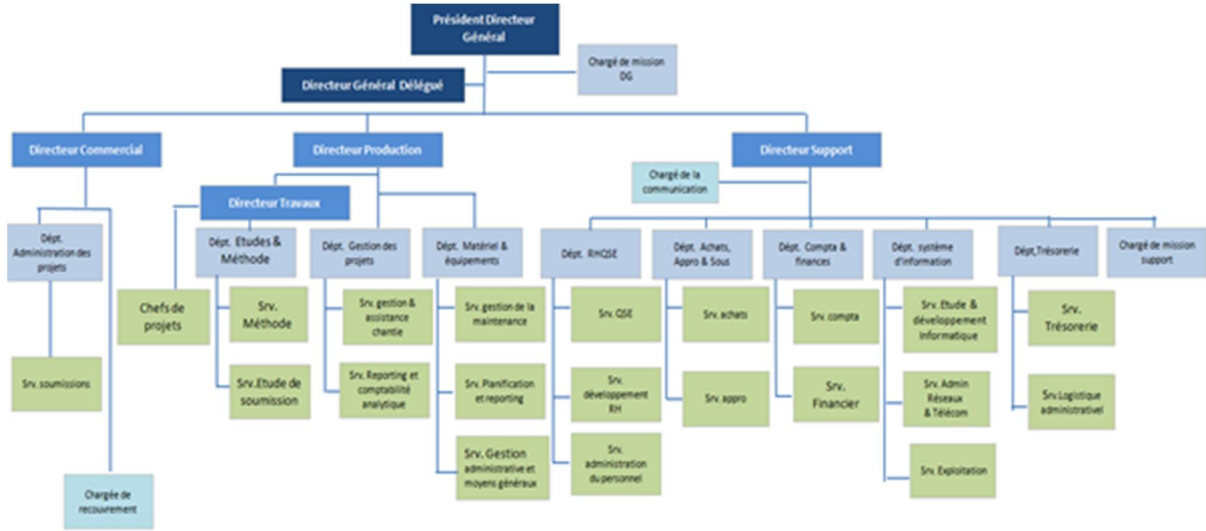 Président Directeur
Général
Chargé de mission
DG
Directeur Général Délégué
Directeur Commercial
Directeur Production
Directeur Support
Chargé de la
communication
Directeur Travaux
Dépt.
Administration des
projets
Dépt. Etudes &
Méthode
Dépt. Gestion des
projets
Dépt. Matériel &
équipements
Dépt. RHQSE
Dépt. Achats,
Appro & Sous
Dépt. Compta &
finances
Dépt. système
d'information
Dépt,Trésorerie
Chargé de mission
support
Chefs de
projets
Srv.
Méthode
Srv. gestion &
assistance
chantie
Srv. gestion de la
maintenance
Srv. QSE
Srv. achats
Srv. compta
Srv. Etude &
développement
informatique
Srv.
Trésorerie
Srv. soumissions
Srv.Etude de
soumission
Srv. Reporting et
comptabilité
analytique
Srv. Planification
et reporting
Srv.
développement
RH
Srv. appro
Srv.
Financier
Srv. Admin
Réseaux
& Télécom
Srv.Logistique
administrativel
Srv. Gestion
administrative et
moyens généraux
Srv.
administration
du personnel
Srv. Exploitation
Chargée de
recouvrement